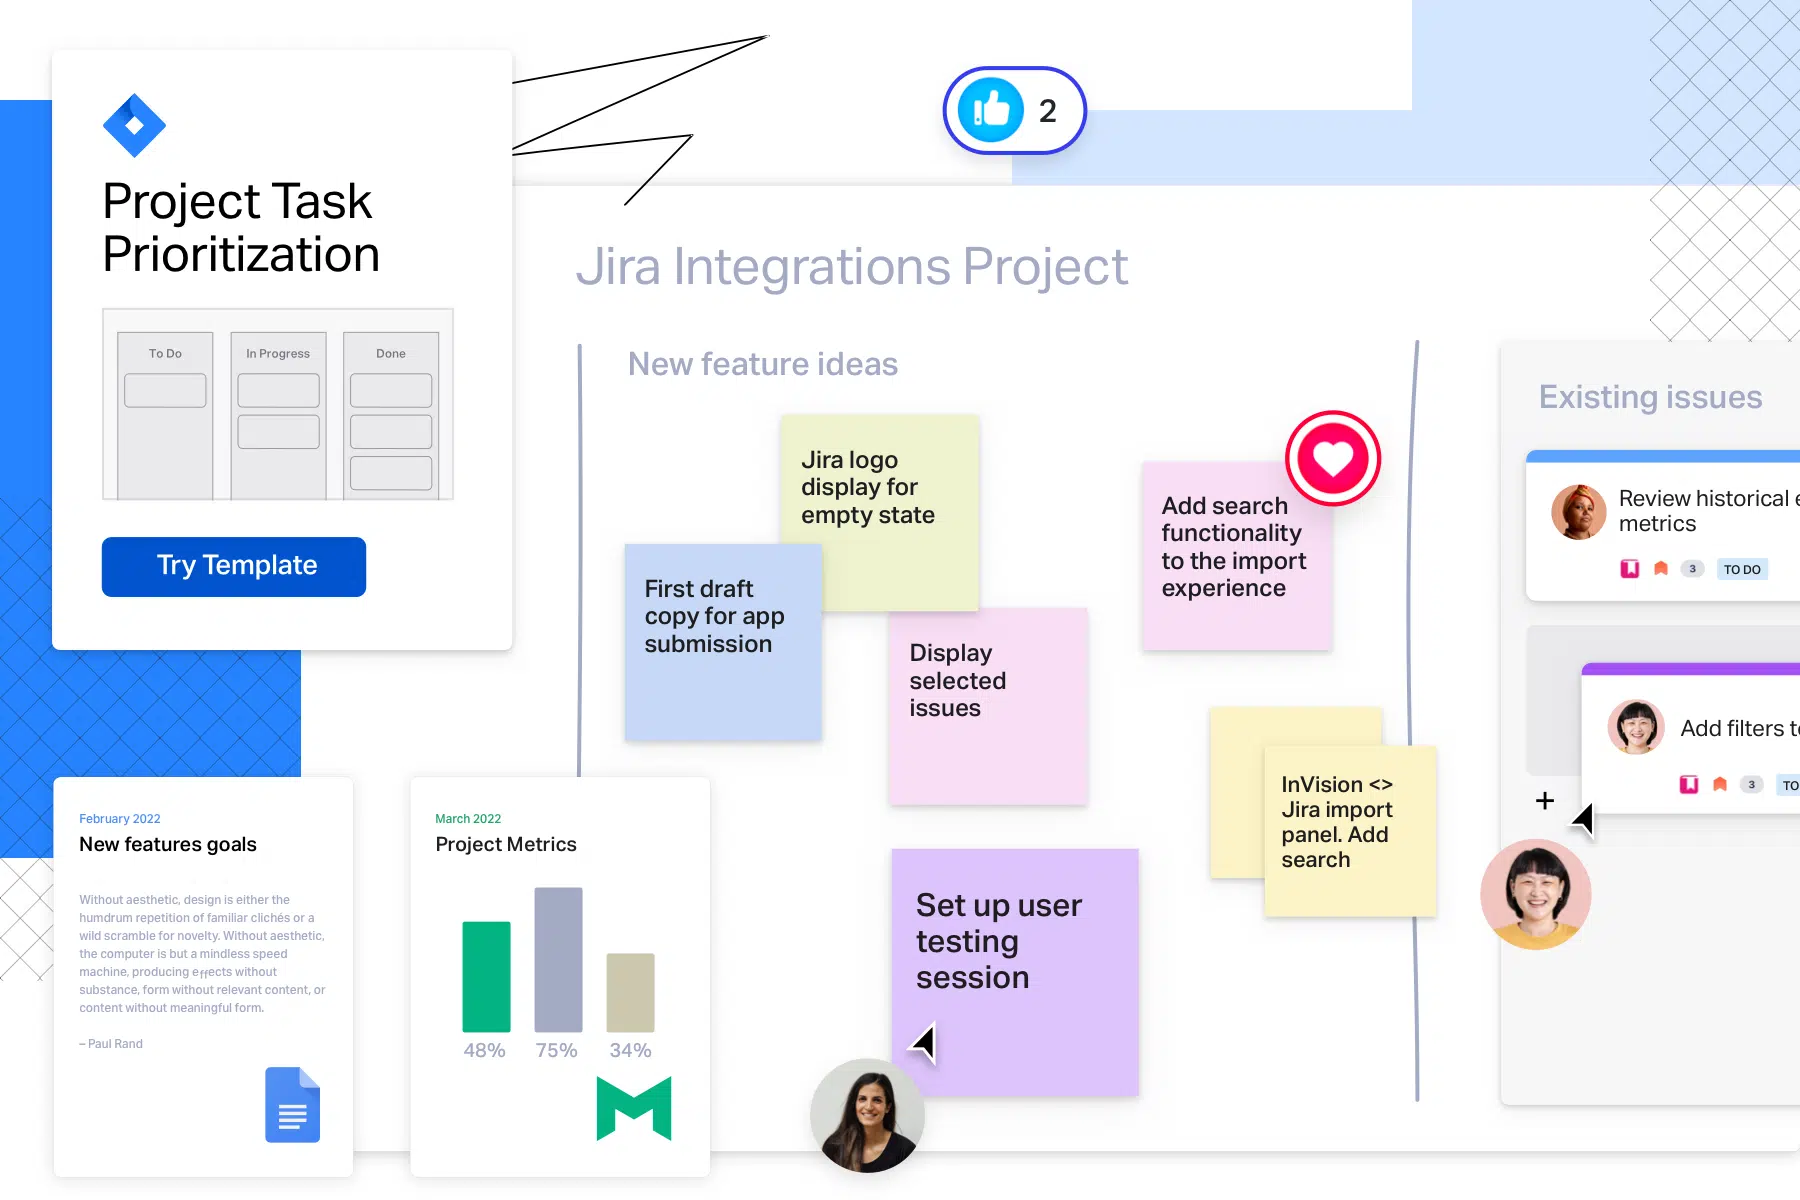 Project Task
Prioritization
To Do
In Progress
Done
Try Template
2
Jira Integrations Project
New feature ideas
Jira logo
display for
empty state
First draft
copy for app
submission
Display
selected
issues
Add search
functionality
to the import
experience
InVision <>
Jira import
panel. Add
search
Set up user
testing
session
Existing issues
Review historical e
metrics
3
TO DO
Add filters to
3
TO
+
February 2022
New features goals
Without aesthetic, design is either the
humdrum repetition of familiar clichés or a
wild scramble for novelty. Without aesthetic,
the computer is but a mindless speed
machine, producing effects without
substance, form without relevant content, or
content without meaningful form.
– Paul Rand
March 2022
Project Metrics
48%
75%
34%